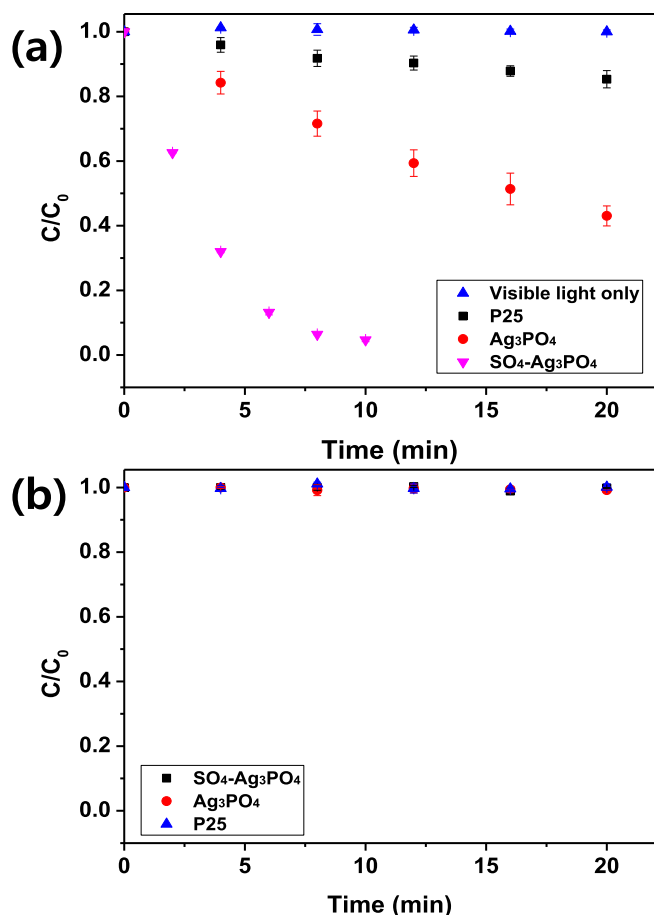 (a)
1.0
0.8
0.6
0.4
0.2
0.0
C/C₀
Visible light only
P25
Ag₃PO₄
SO₄-Ag₃PO₄
0 5 10 15 20
Time (min)
(b)
1.0
0.8
0.6
0.4
0.2
0.0
C/C₀
SO₄-Ag₃PO₄
Ag₃PO₄
P25
0 5 10 15 20
Time (min)